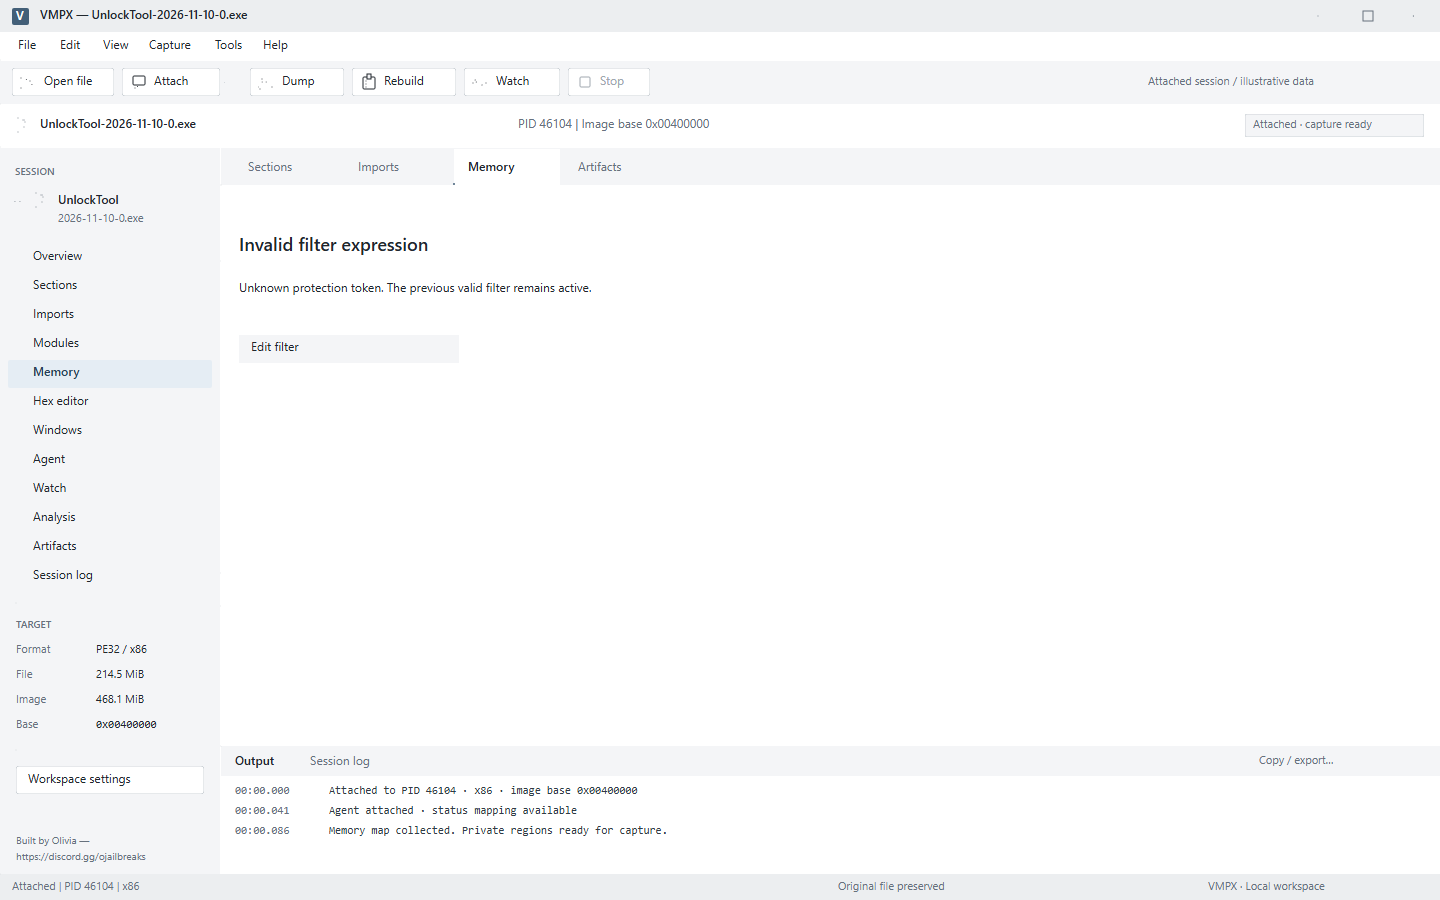 V VMPX — UnlockTool-2026-11-10-0.exe
File Edit View Capture Tools Help
Open file Attach Dump Rebuild Watch Stop Attached session / illustrative data
UnlockTool-2026-11-10-0.exe PID 46104 | Image base 0x00400000 Attached · capture ready
SESSION
UnlockTool
2026-11-10-0.exe
Overview
Sections
Imports
Modules
Memory
Hex editor
Windows
Agent
Watch
Analysis
Artifacts
Session log
TARGET
Format PE32 / x86
File 214.5 MiB
Image 468.1 MiB
Base 0x00400000
Workspace settings
Built by Olivia —
https://discord.gg/ojailbreaks
Sections Imports Memory Artifacts
Invalid filter expression
Unknown protection token. The previous valid filter remains active.
Edit filter
Output Session log Copy / export...
00:00.000 Attached to PID 46104 · x86 · image base 0x00400000
00:00.041 Agent attached · status mapping available
00:00.086 Memory map collected. Private regions ready for capture.
Attached | PID 46104 | x86 Original file preserved VMPX · Local workspace